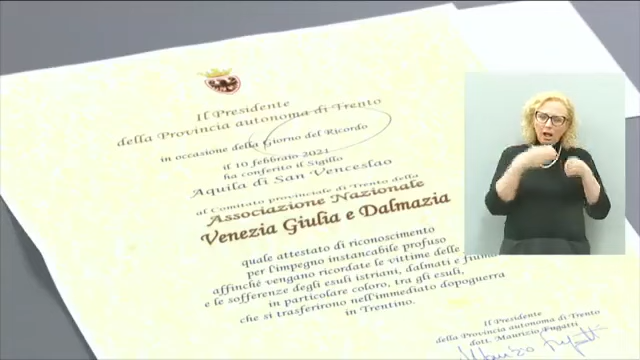 Il Presidente
della Provincia autonoma di Trento
in occasione della Giorno del Ricordo
il 10 febbraio 2021
ha conferito il Sigillo
Aquila di San Venceslao
al Comitato provinciale di Trento della
Associazione Nazionale
Venezia Giulia e Dalmazia
quale attestato di riconoscimento
per l'impegno instancabile profuso
affinché vengano ricordate le vittime delle
e le sofferenze degli esuli istriani, dalmati e fiumani
in particolare coloro, tra gli esuli,
che si trasferirono nell'immediato dopoguerra
in Trentino.
Il Presidente
della Provincia autonoma di Trento
dott. Maurizio Fugatti